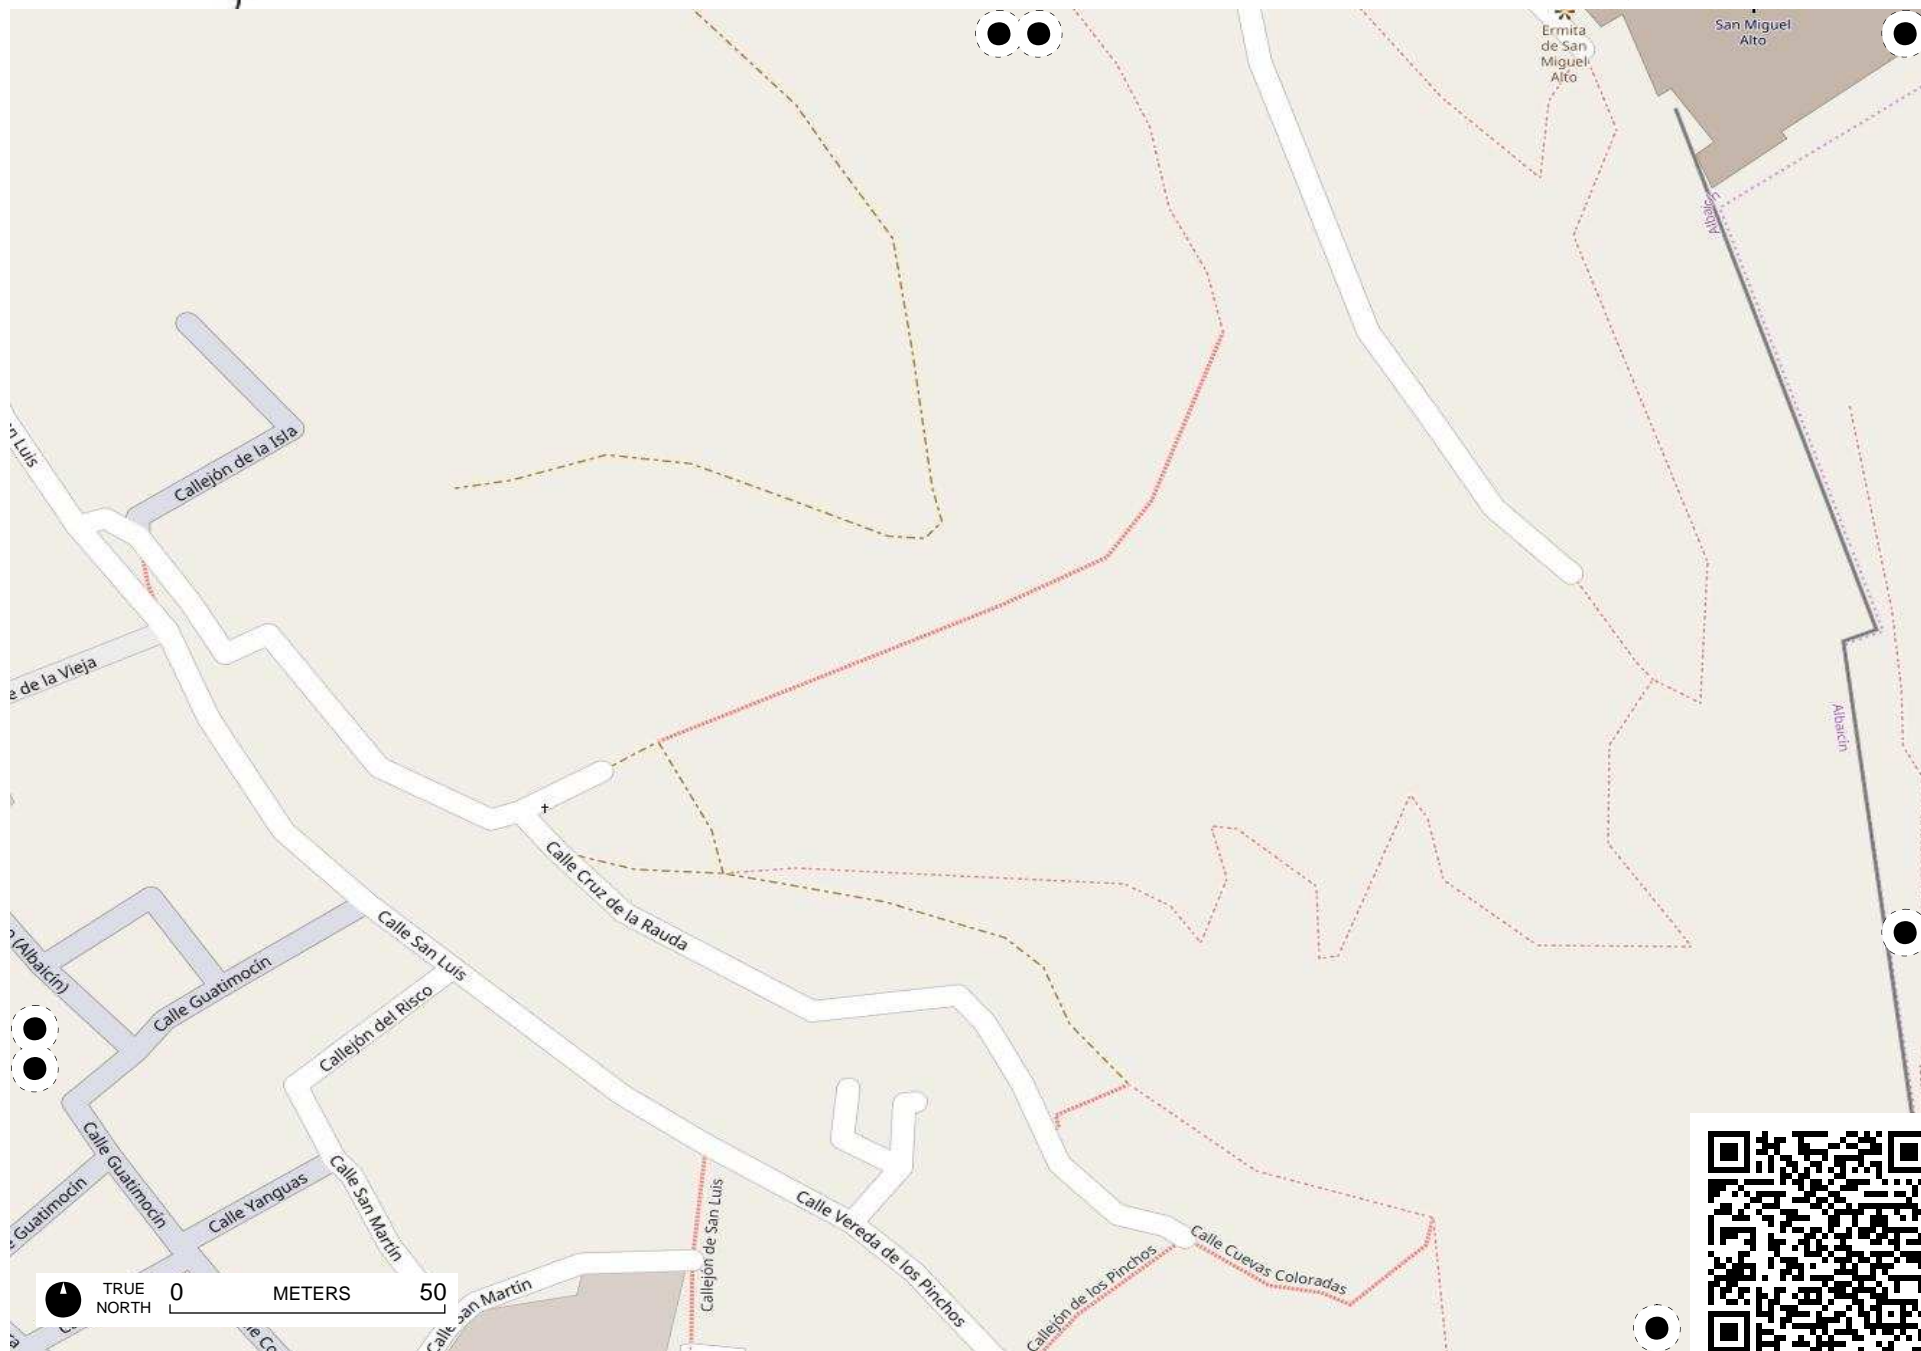 Ermita
de San
Miguel
Alto
San Miguel
Alto
Albaicín
n Luis
Callejón de la Isla
e de la Vieja
Albaicín
Calle Cruz de la Rauda
Calle San Luis
o (Albaicín)
Calle Guatimocín
Callejón del Risco
Calle Guatimocín
e Guatimocín
Calle Yanguas
Calle San Martín
Callejón de San Luis
Calle Vereda de los Pinchos
Calle Cuevas Coloradas
Callejón de los Pinchos
Calle San Martín
TRUE
NORTH
0 METERS 50